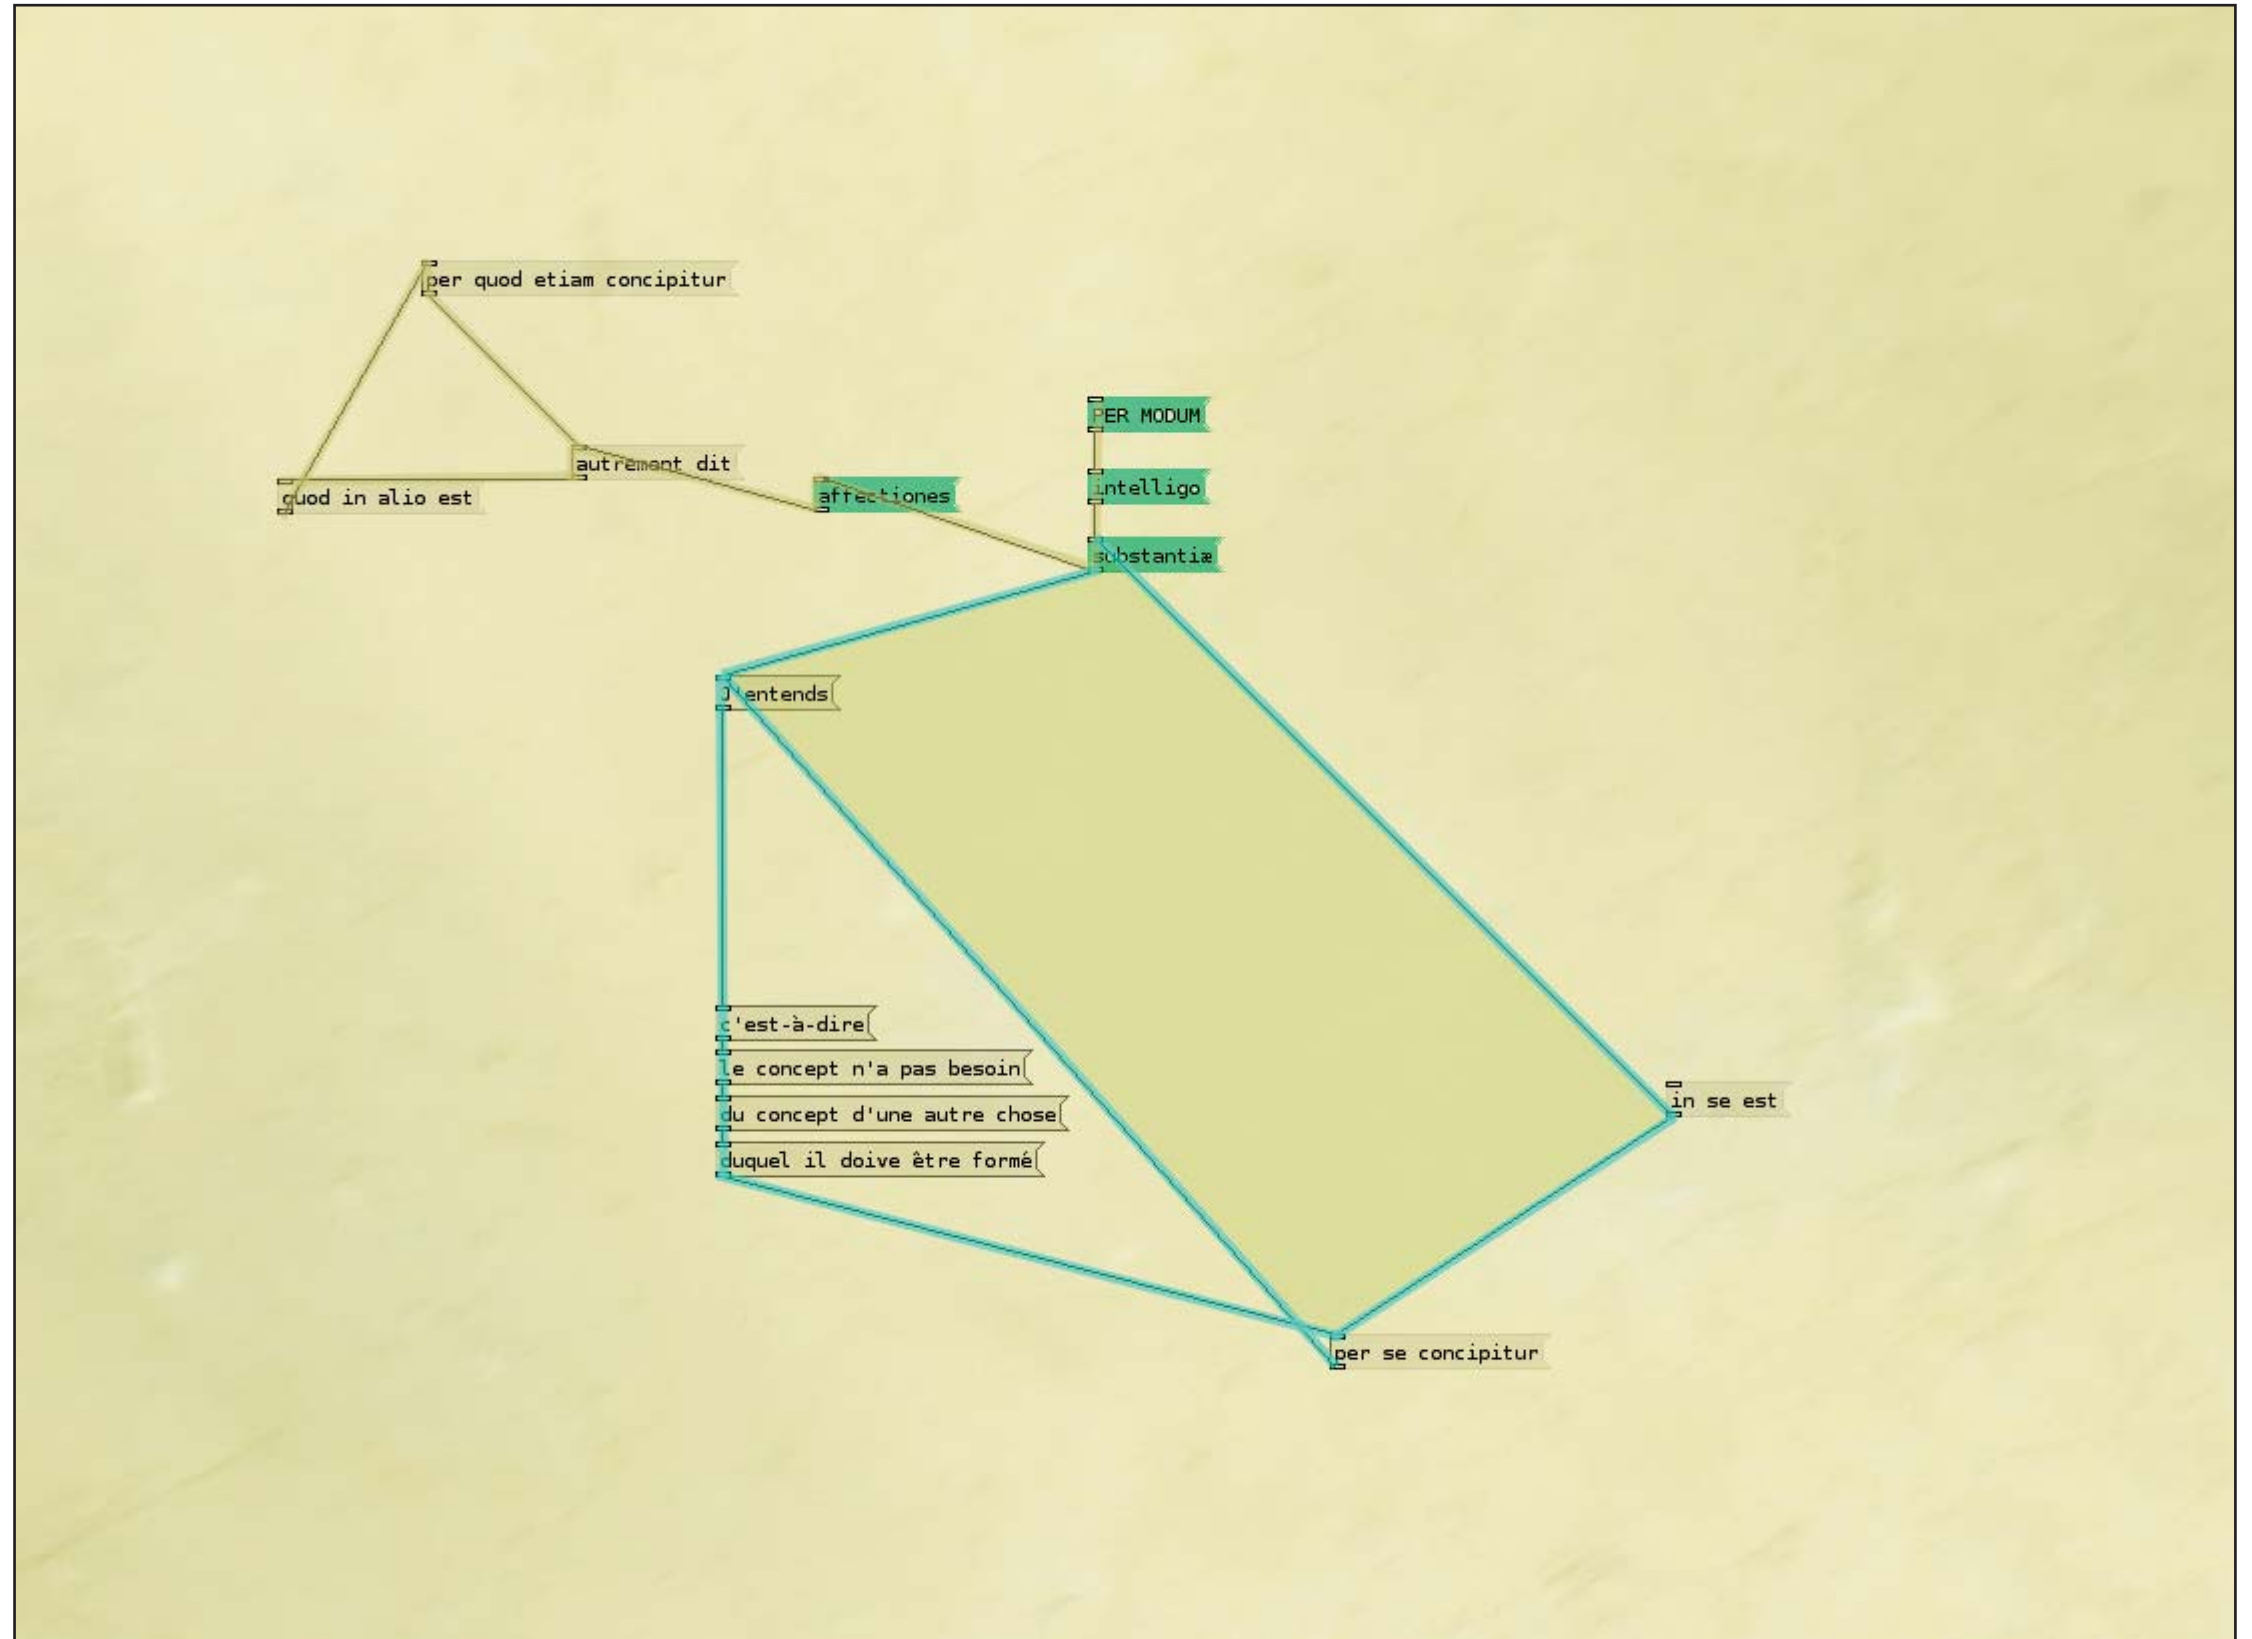 per quod etiam concipitur
PER MODUM
autrement dit
intelligo
quod in alio est
affectiones
substantiæ
J'entends
c'est-à-dire
le concept n'a pas besoin
in se est
du concept d'une autre chose
duquel il doive être formé
per se concipitur